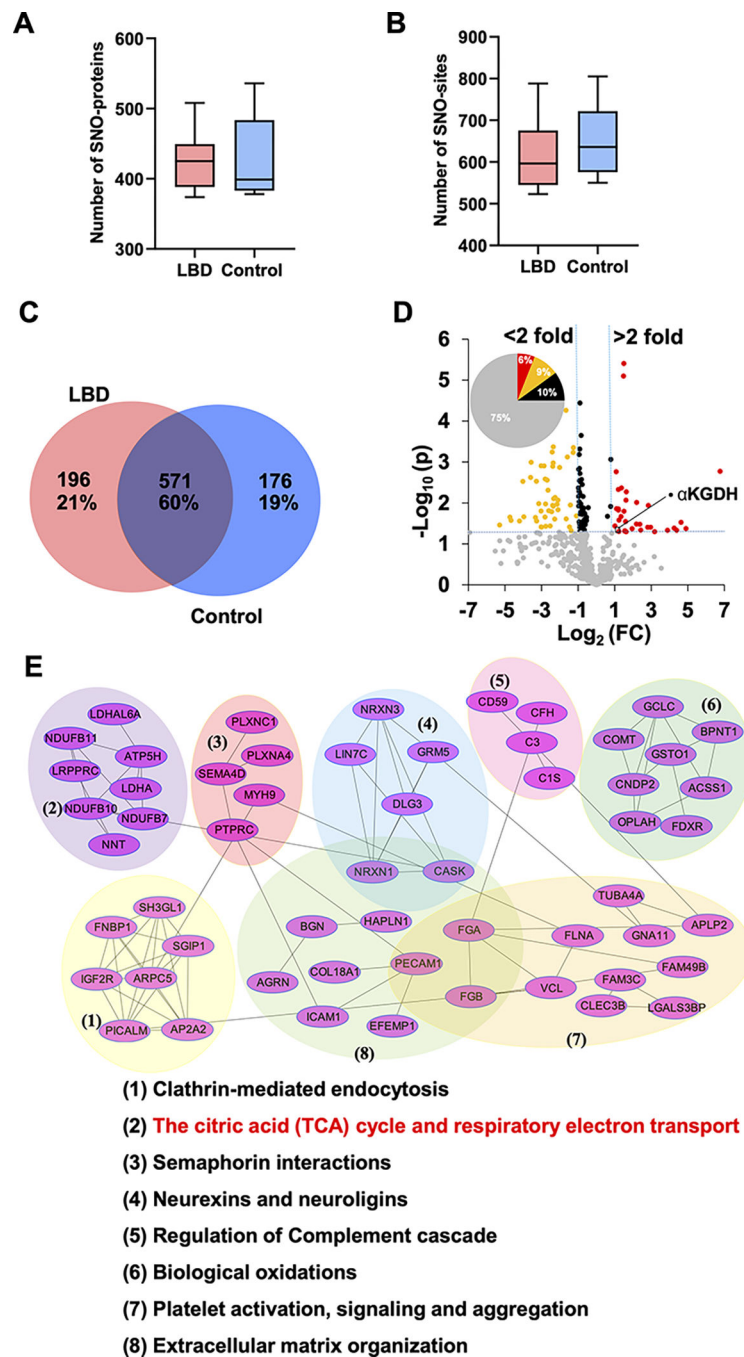 A
B
600
500
400
300
Number of SNO-proteins
LBD Control
900
800
700
600
500
400
Number of SNO-sites
LBD Control
C
LBD
196
21%
571
60%
176
19%
Control
D
<2 fold
>2 fold
6
5
4
3
2
1
0
-Log10 (p)
6%
9%
10%
75%
αKGDH
-7 -5 -3 -1 1 3 5 7
Log2 (FC)
E
LDHAL6A
NDUFB11
ATP5H
LRPPRC
LDHA
(2)
NDUFB10
NDUFB7
NNT
PLXNC1
(3)
PLXNA4
SEMA4D
MYH9
PTPRC
NRXN3
(4)
LIN7C
GRM5
DLG3
NRXN1
CASK
(5)
CD59
CFH
C3
C1S
GCLC
(6)
COMT
BPNT1
GSTO1
CNDP2
ACSS1
OPLAH
FDXR
SH3GL1
FNBP1
SGIP1
IGF2R
ARPC5
(1)
PICALM
AP2A2
BGN
HAPLN1
AGRN
COL18A1
PECAM1
ICAM1
EFEMP1
(8)
FGA
FGB
TUBA4A
FLNA
GNA11
APLP2
FAM49B
VCL
FAM3C
CLEC3B
LGALS3BP
(7)
(1) Clathrin-mediated endocytosis
(2) The citric acid (TCA) cycle and respiratory electron transport
(3) Semaphorin interactions
(4) Neurexins and neuroligins
(5) Regulation of Complement cascade
(6) Biological oxidations
(7) Platelet activation, signaling and aggregation
(8) Extracellular matrix organization